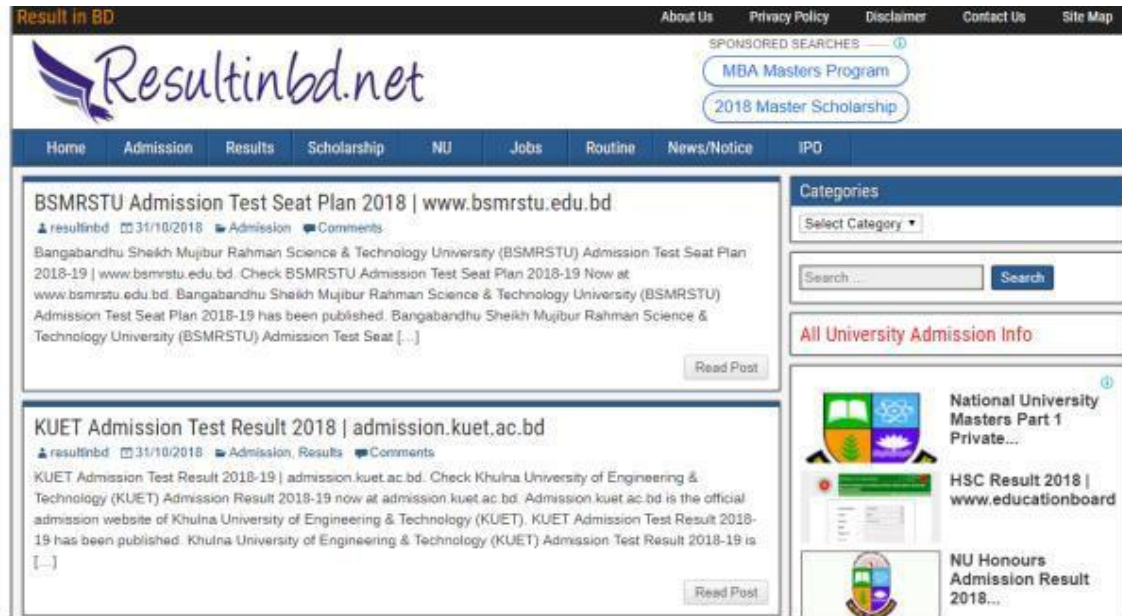 Result in BD
About Us Privacy Policy Disclaimer Contact Us Site Map
Resultinbd.net
SPONSORED SEARCHES
MBA Masters Program
2018 Master Scholarship
Home Admission Results Scholarship NU Jobs Routine News/Notice IPO
BSMRSTU Admission Test Seat Plan 2018 | www.bsmrstu.edu.bd
resultinbd 31/10/2018 Admission Comments
Bangabandhu Sheikh Mujibur Rahman Science & Technology University (BSMRSTU) Admission Test Seat Plan
2018-19 | www.bsmrstu.edu.bd. Check BSMRSTU Admission Test Seat Plan 2018-19 Now at
www.bsmrstu.edu.bd. Bangabandhu Sheikh Mujibur Rahman Science & Technology University (BSMRSTU)
Admission Test Seat Plan 2018-19 has been published. Bangabandhu Sheikh Mujibur Rahman Science &
Technology University (BSMRSTU) Admission Test Seat [...]
Read Post
KUET Admission Test Result 2018 | admission.kuet.ac.bd
resultinbd 31/10/2018 Admission, Results Comments
KUET Admission Test Result 2018-19 | admission.kuet.ac.bd. Check Khulna University of Engineering &
Technology (KUET) Admission Result 2018-19 now at admission.kuet.ac.bd. Admission.kuet.ac.bd is the official
admission website of Khulna University of Engineering & Technology (KUET). KUET Admission Test Result 2018-
19 has been published. Khulna University of Engineering & Technology (KUET) Admission Test Result 2018-19 is
[...]
Read Post
Categories
Select Category
Search ...
Search
All University Admission Info
National University
Masters Part 1
Private...
HSC Result 2018 |
www.educationboard
NU Honours
Admission Result
2018...